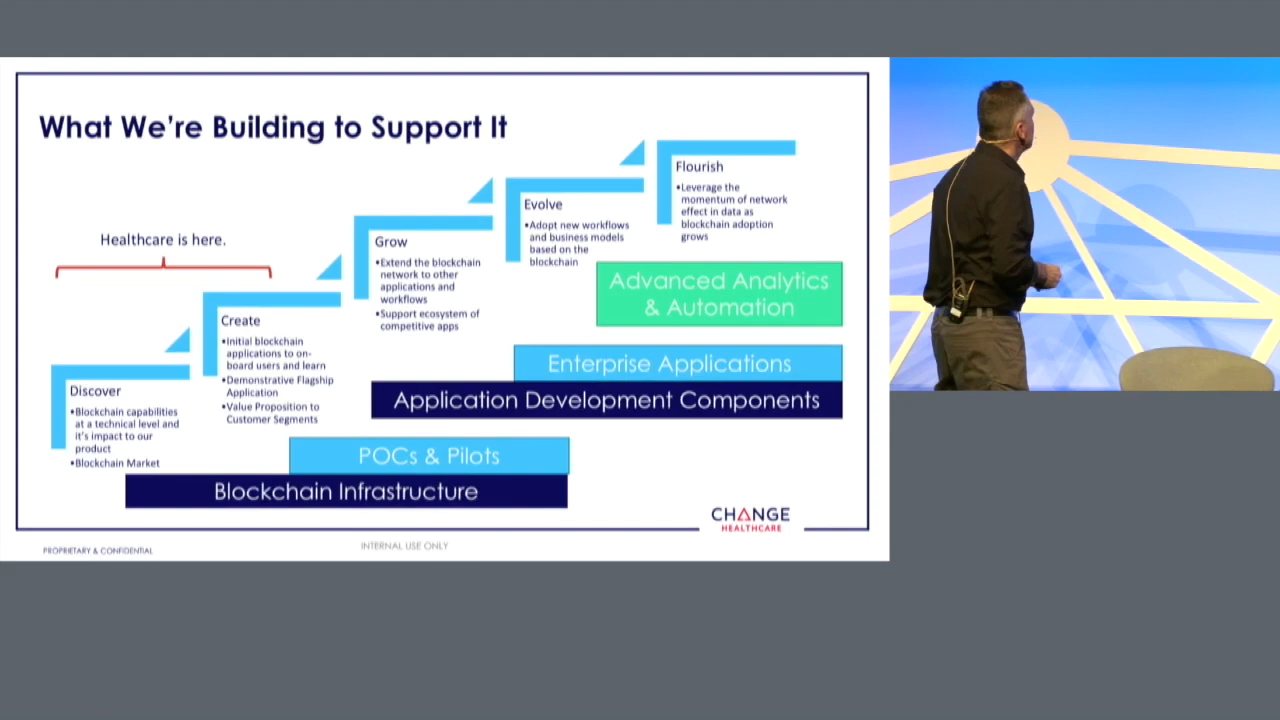 What We're Building to Support It
Healthcare is here.
Discover
•Blockchain capabilities
at a technical level and
it's impact to our
product
•Blockchain Market
Create
•Initial blockchain
applications to on-
board users and learn
•Demonstrative Flagship
Application
•Value Proposition to
Customer Segments
Grow
•Extend the blockchain
network to other
applications and
workflows
•Support ecosystem of
competitive apps
Evolve
•Adopt new workflows
and business models
based on the
blockchain
Flourish
•Leverage the
momentum of network
effect in data as
blockchain adoption
grows
Advanced Analytics
& Automation
Enterprise Applications
Application Development Components
POCs & Pilots
Blockchain Infrastructure
CHANGE
HEALTHCARE
PROPRIETARY & CONFIDENTIAL
INTERNAL USE ONLY